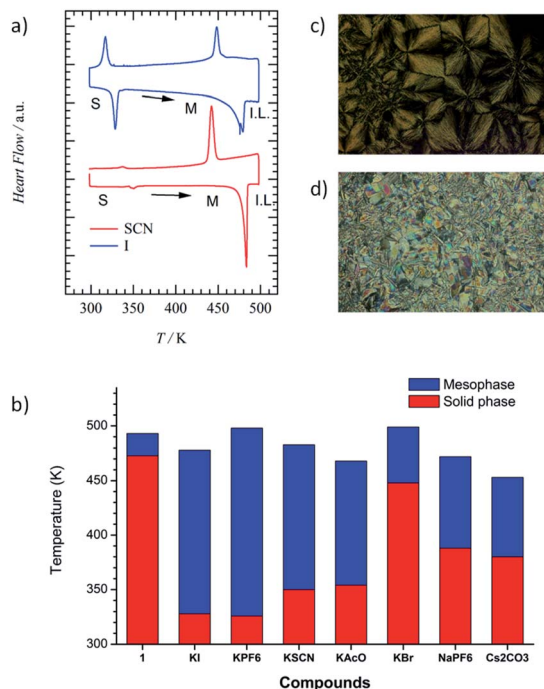 a)
Heart Flow / a.u.
S
M
I.L.
S
M
I.L.
SCN
I
300
350
400
450
500
T / K
c)
d)
b)
Mesophase
Solid phase
Temperature (K)
500
450
400
350
300
1
KI
KPF6
KSCN
KAcO
KBr
NaPF6
Cs2CO3
Compounds